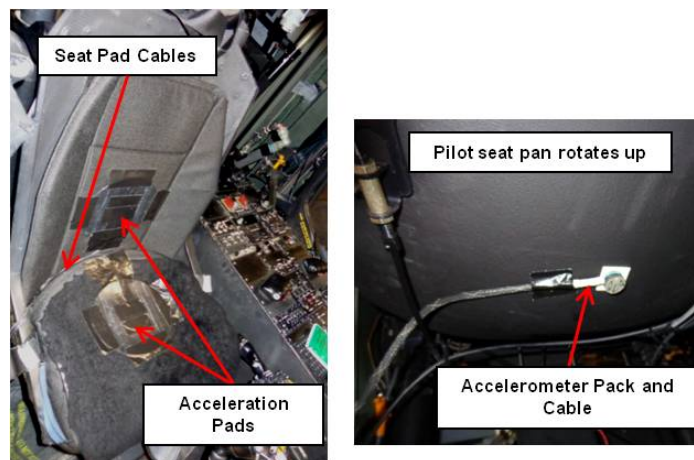 Seat Pad Cables
Acceleration
Pads
Pilot seat pan rotates up
Accelerometer Pack and
Cable